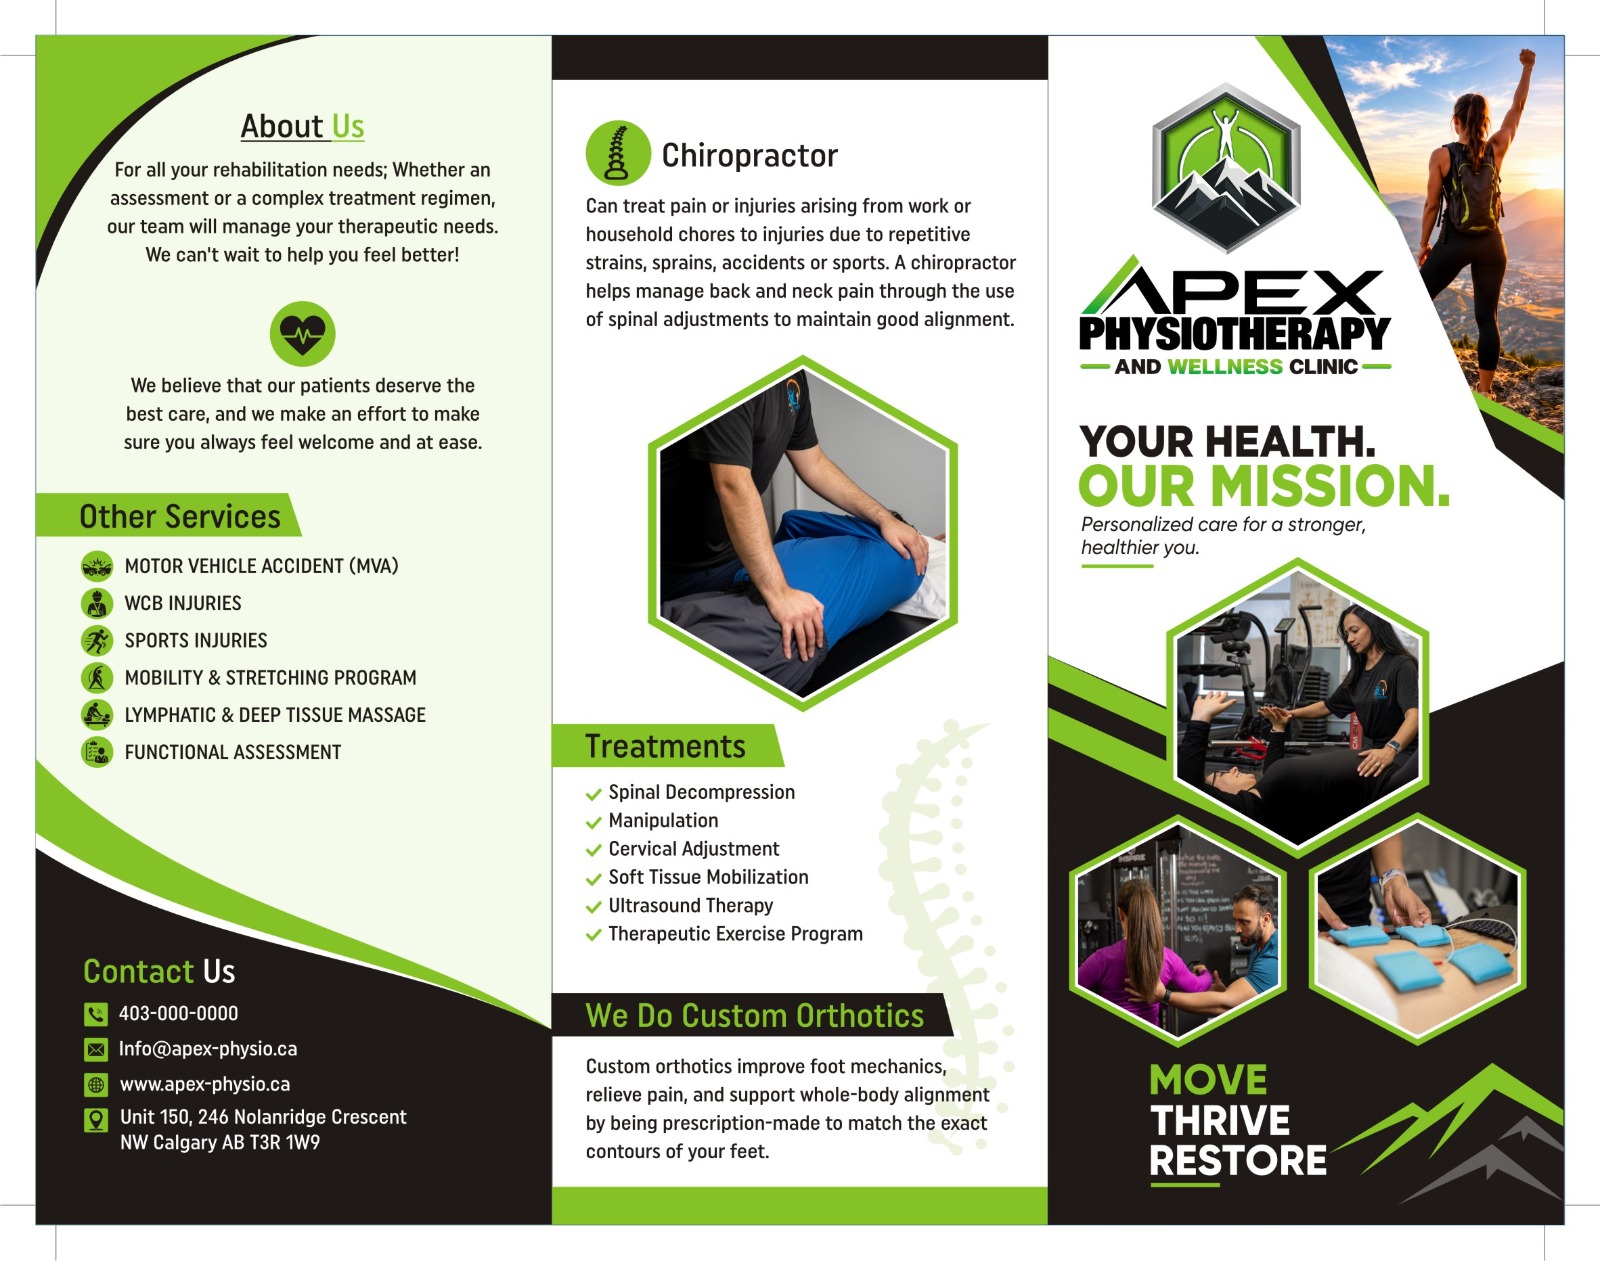 About Us
For all your rehabilitation needs; Whether an
assessment or a complex treatment regimen,
our team will manage your therapeutic needs.
We can't wait to help you feel better!
We believe that our patients deserve the
best care, and we make an effort to make
sure you always feel welcome and at ease.
Other Services
MOTOR VEHICLE ACCIDENT (MVA)
WCB INJURIES
SPORTS INJURIES
MOBILITY & STRETCHING PROGRAM
LYMPHATIC & DEEP TISSUE MASSAGE
FUNCTIONAL ASSESSMENT
Contact Us
403-000-0000
Info@apex-physio.ca
www.apex-physio.ca
Unit 150, 246 Nolanridge Crescent
NW Calgary AB T3R 1W9
Chiropractor
Can treat pain or injuries arising from work or
household chores to injuries due to repetitive
strains, sprains, accidents or sports. A chiropractor
helps manage back and neck pain through the use
of spinal adjustments to maintain good alignment.
Treatments
Spinal Decompression
Manipulation
Cervical Adjustment
Soft Tissue Mobilization
Ultrasound Therapy
Therapeutic Exercise Program
We Do Custom Orthotics
Custom orthotics improve foot mechanics,
relieve pain, and support whole-body alignment
by being prescription-made to match the exact
contours of your feet.
APEX
PHYSIOTHERAPY
AND WELLNESS CLINIC
YOUR HEALTH.
OUR MISSION.
Personalized care for a stronger,
healthier you.
INSPIRE
MOVE
THRIVE
RESTORE